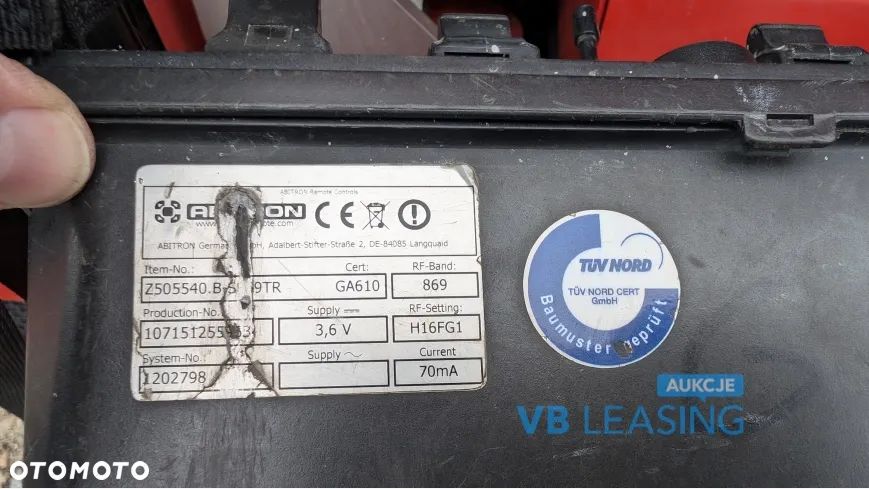 ABITRON Remote Controls
ABITRON
ABITRON Adalbert-Stifter-Straße 2, DE-84085 Langquaid
Item-No.: Cert: RF-Band:
9TR GA610 869
Production-No.: Supply RF-Setting:
3,6 V H16FG1
System-No.: Supply Current
1202798 70mA
TÜV NORD
TÜV NORD CERT
GmbH
Baumuster geprüft
AUKCJE
VB LEASING
OTOMOTO